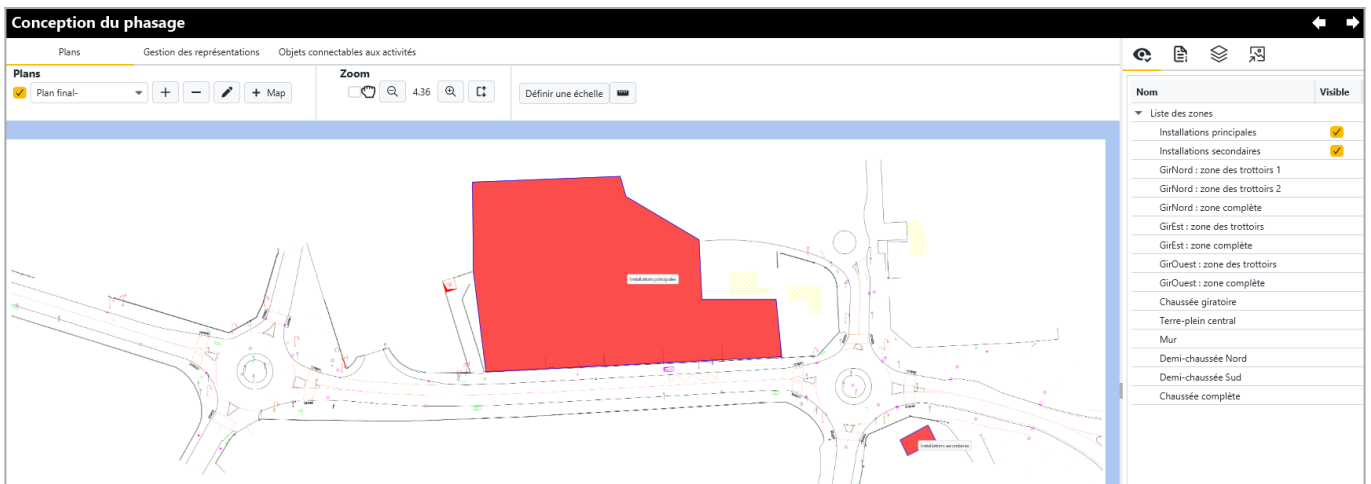 Conception du phasage
Plans Gestion des représentations Objets connectables aux activités
Plans Zoom
Plan final- + Map 4.36 Définir une échelle
Nom Visible
Liste des zones
Installations principales
Installations secondaires
GirNord : zone des trottoirs 1
GirNord : zone des trottoirs 2
GirNord : zone complète
GirEst : zone des trottoirs
GirEst : zone complète
GirOuest : zone des trottoirs
GirOuest : zone complète
Chaussée giratoire
Terre-plein central
Mur
Demi-chaussée Nord
Demi-chaussée Sud
Chaussée complète
Installations principales
Installations secondaires